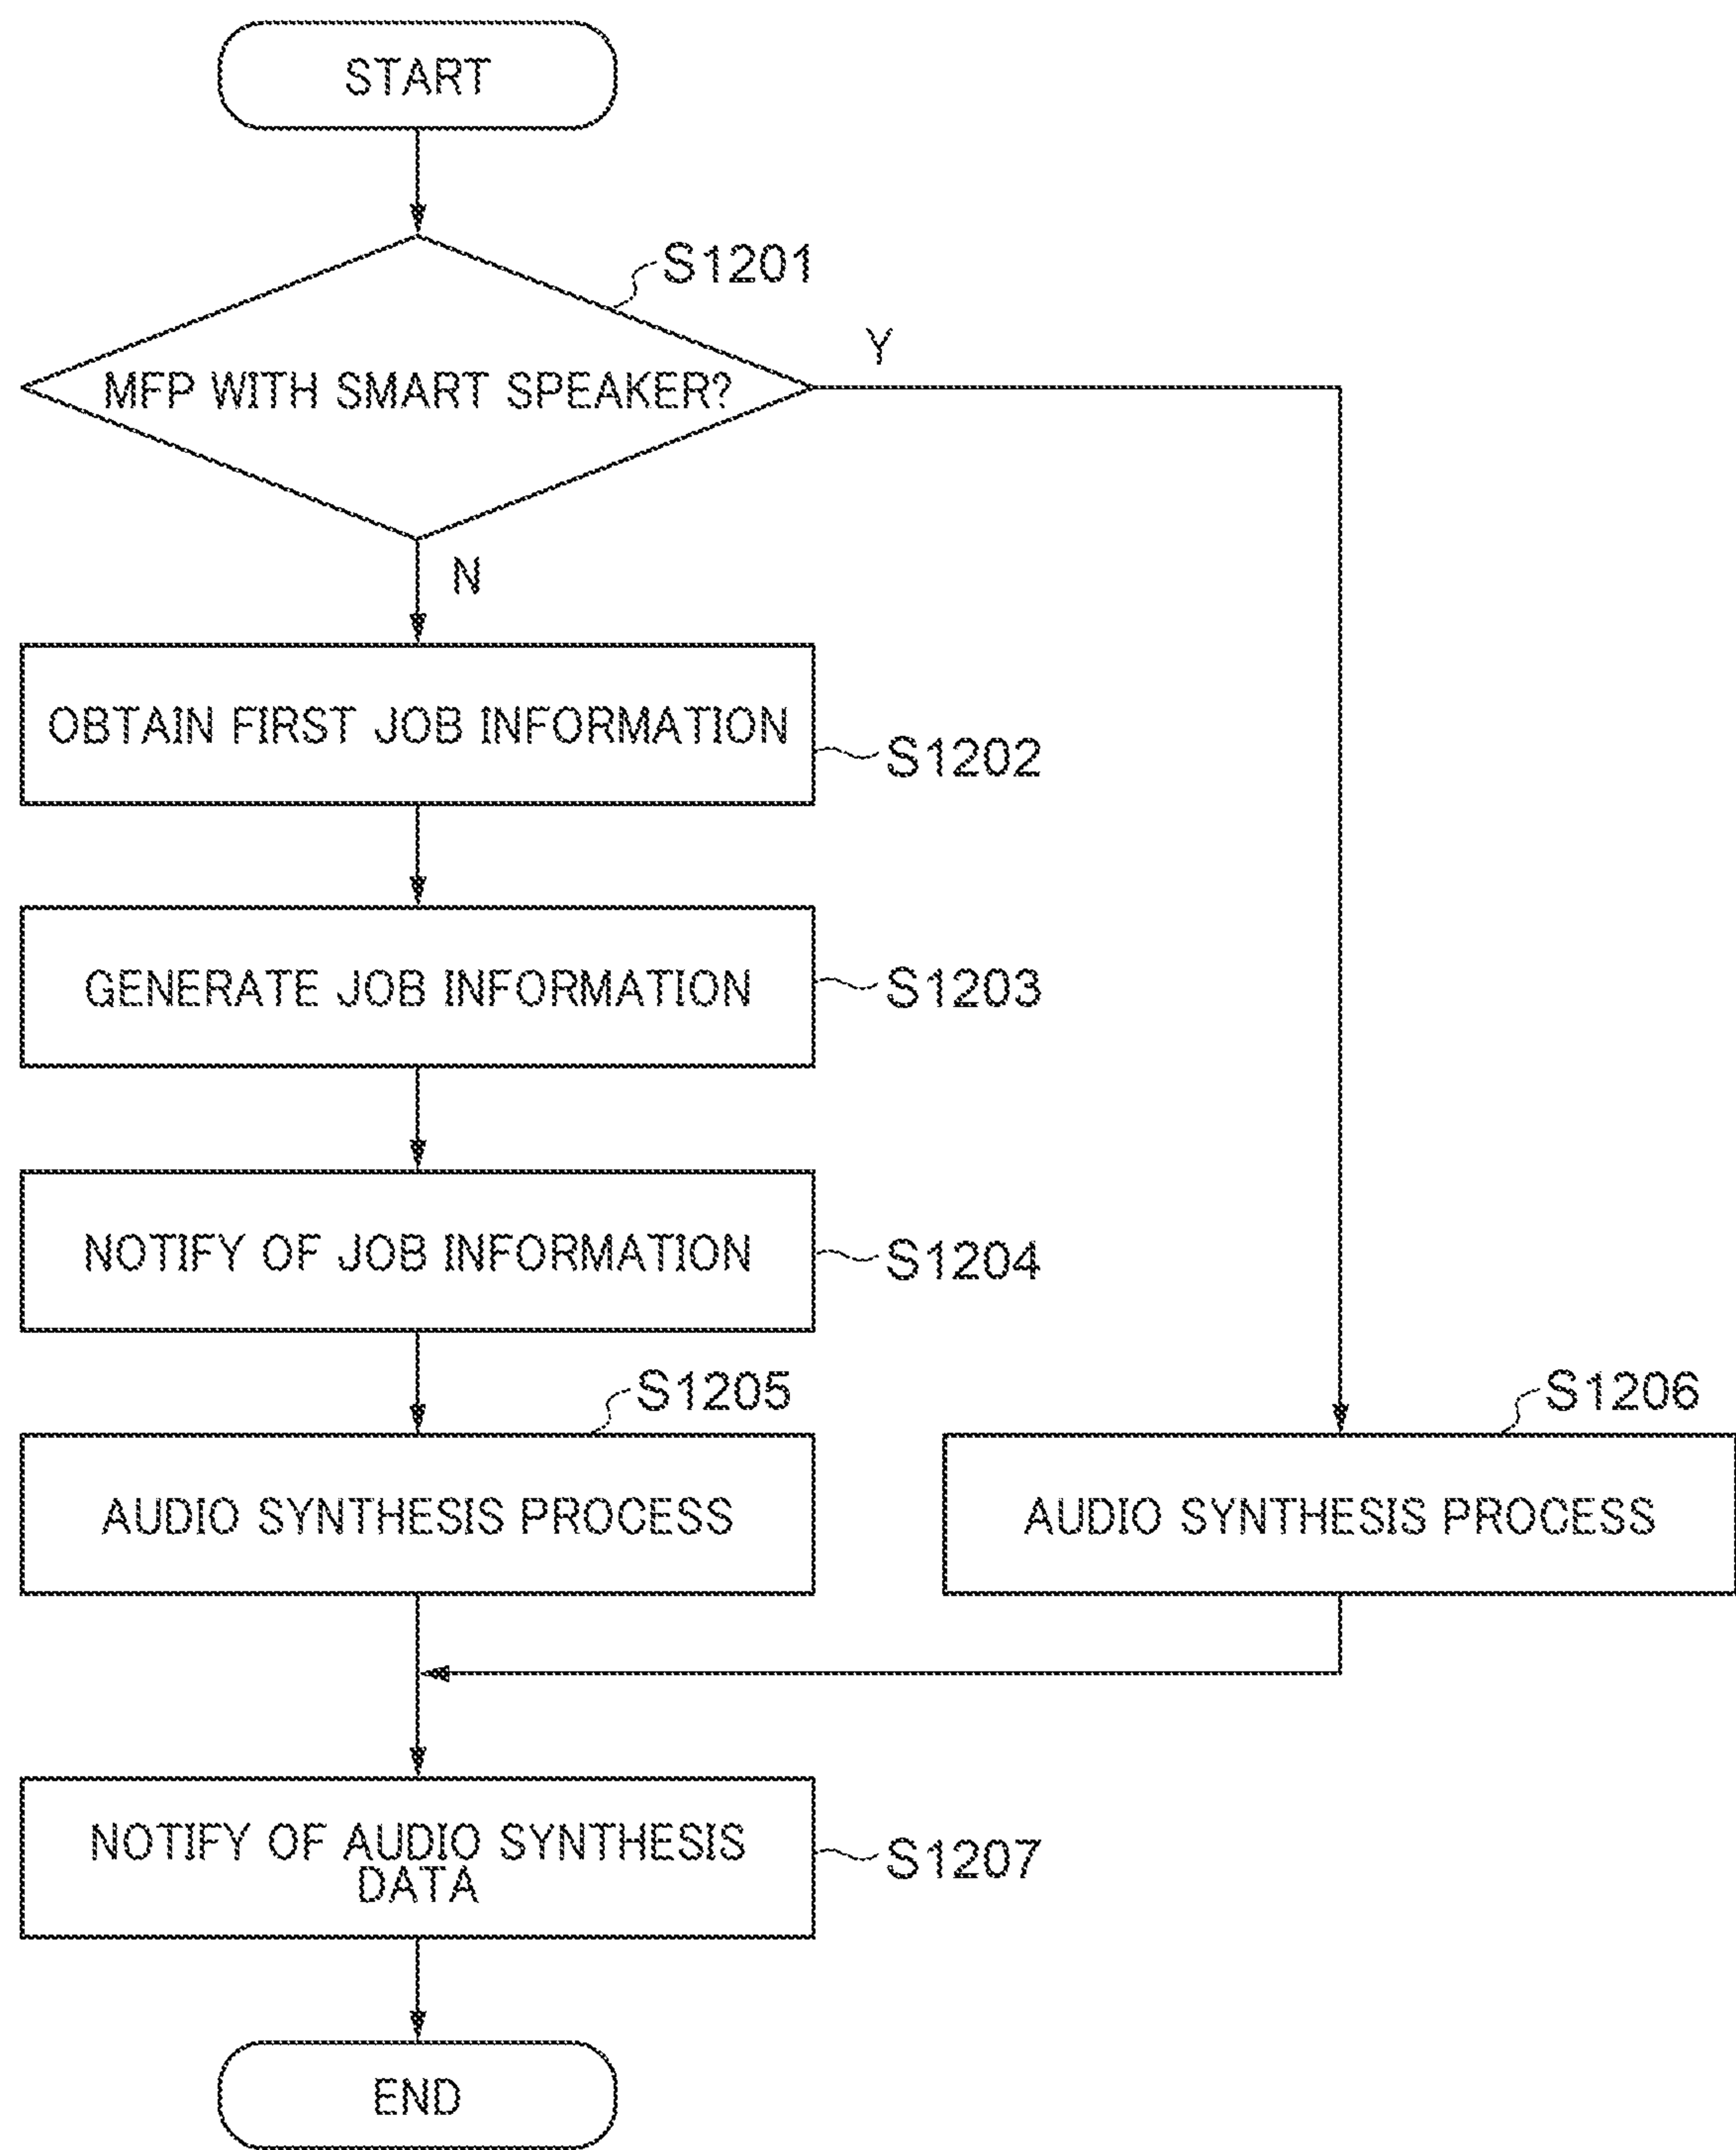 START
S1201
Y
MFP WITH SMART SPEAKER?
N
OBTAIN FIRST JOB INFORMATION
S1202
GENERATE JOB INFORMATION
S1203
NOTIFY OF JOB INFORMATION
S1204
S1205
S1206
AUDIO SYNTHESIS PROCESS
AUDIO SYNTHESIS PROCESS
NOTIFY OF AUDIO SYNTHESIS
DATA
S1207
END